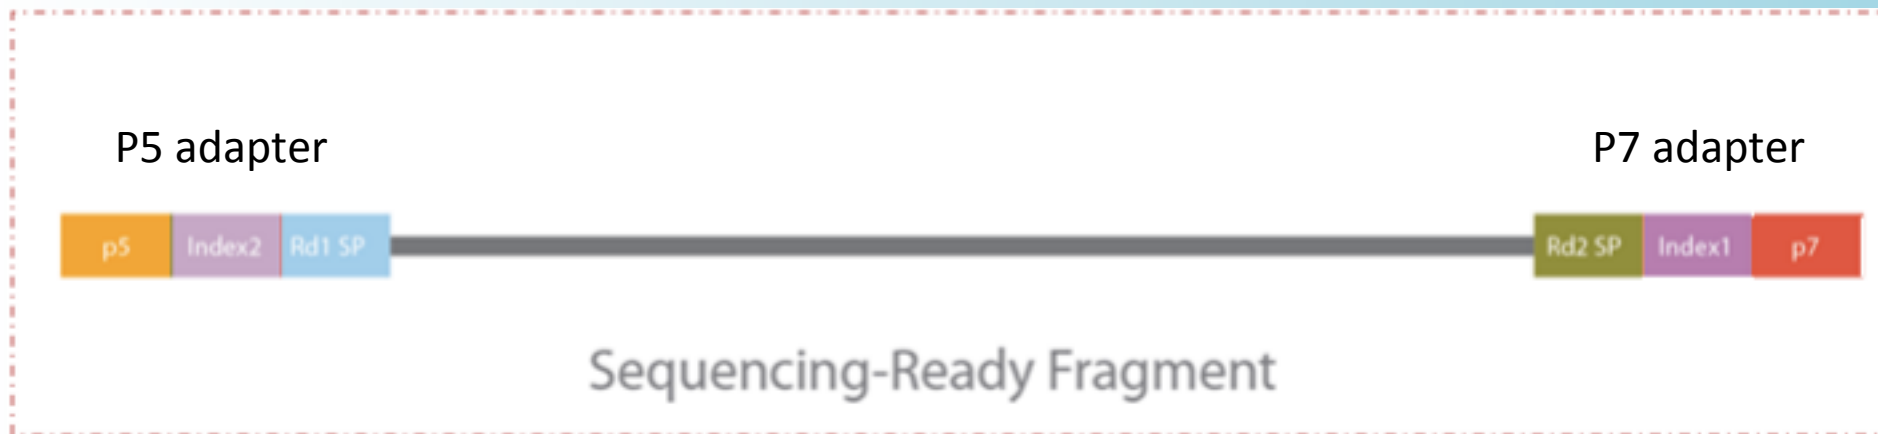 P5 adapter
P7 adapter
p5 Index2 Rd1 SP
Rd2 SP Index1 p7
Sequencing-Ready Fragment